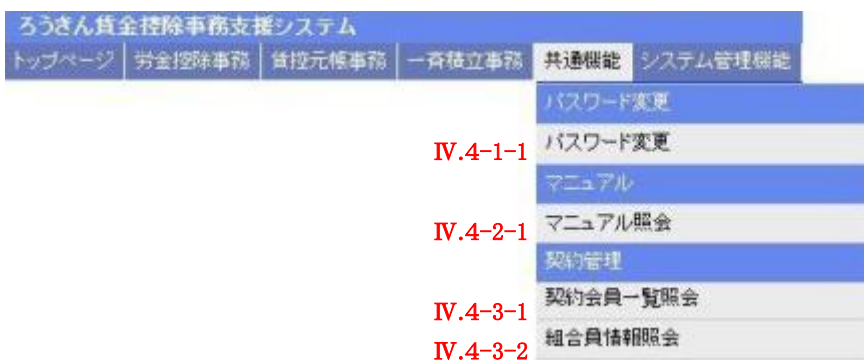 ろうきん賃金控除事務支援システム
トップページ 労金控除事務 賃控元帳事務 一斉積立事務 共通機能 システム管理機能
パスワード変更
Ⅳ.4-1-1 パスワード変更
マニュアル
Ⅳ.4-2-1 マニュアル照会
契約管理
Ⅳ.4-3-1 契約会員一覧照会
Ⅳ.4-3-2 組合員情報照会